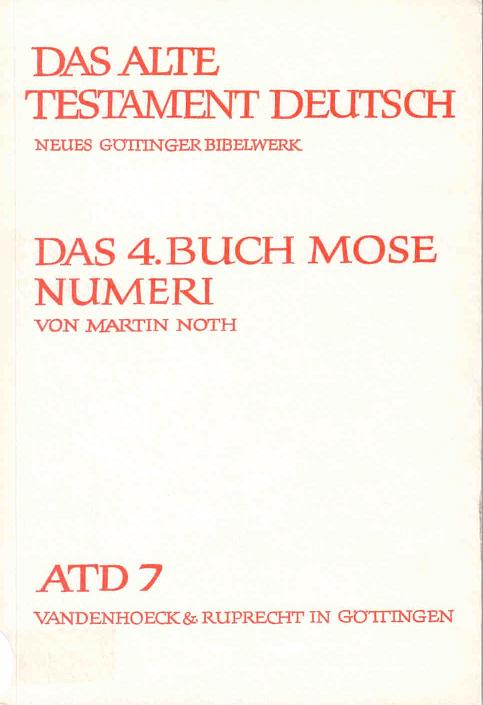 DAS ALTE
TESTAMENT DEUTSCH
NEUES GÖTTINGER BIBELWERK
DAS 4. BUCH MOSE
NUMERI
VON MARTIN NOTH
ATD 7
VANDENHOECK & RUPRECHT IN GÖTTINGEN